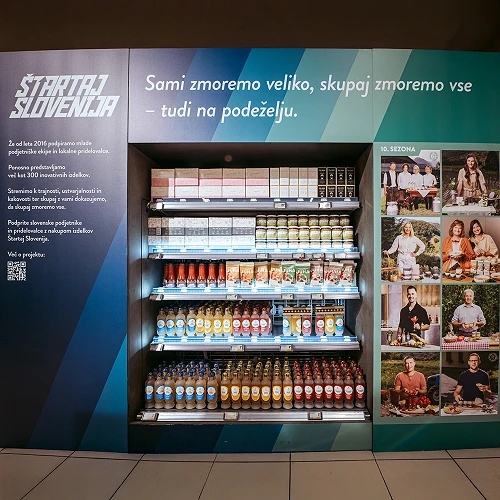 ŠTARTAJ
SLOVENIJA
Sami zmoremo veliko, skupaj zmoremo vse
– tudi na podeželju.
Že od leta 2016 podpiramo mlade
podjetniške ekipe in lokalne pridelovalce.
Ponosno predstavljamo
več kot 300 inovativnih izdelkov.
Stremimo k trajnosti, ustvarjalnosti in
kakovosti ter skupaj z vami dokazujemo,
da skupaj zmoremo vse.
Podprite slovenske podjetnike
in pridelovalce z nakupom izdelkov
Štartaj Slovenija.
Več o projektu:
10. SEZONA